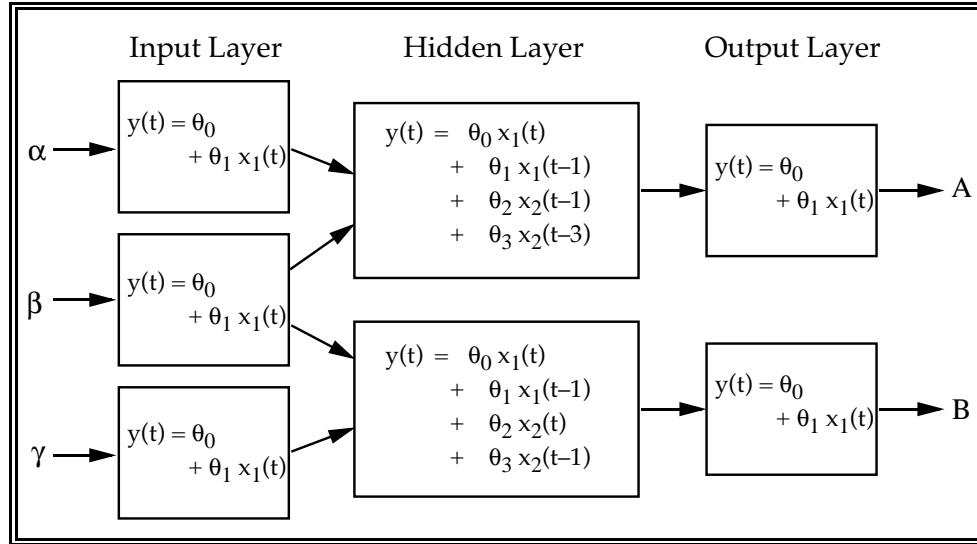 Input Layer
Hidden Layer
Output Layer
α
y(t) = θ0
+ θ1 x1(t)
β
y(t) = θ0
+ θ1 x1(t)
γ
y(t) = θ0
+ θ1 x1(t)
y(t) = θ0 x1(t)
+ θ1 x1(t–1)
+ θ2 x2(t–1)
+ θ3 x2(t–3)
y(t) = θ0 x1(t)
+ θ1 x1(t–1)
+ θ2 x2(t)
+ θ3 x2(t–1)
y(t) = θ0
+ θ1 x1(t)
A
y(t) = θ0
+ θ1 x1(t)
B